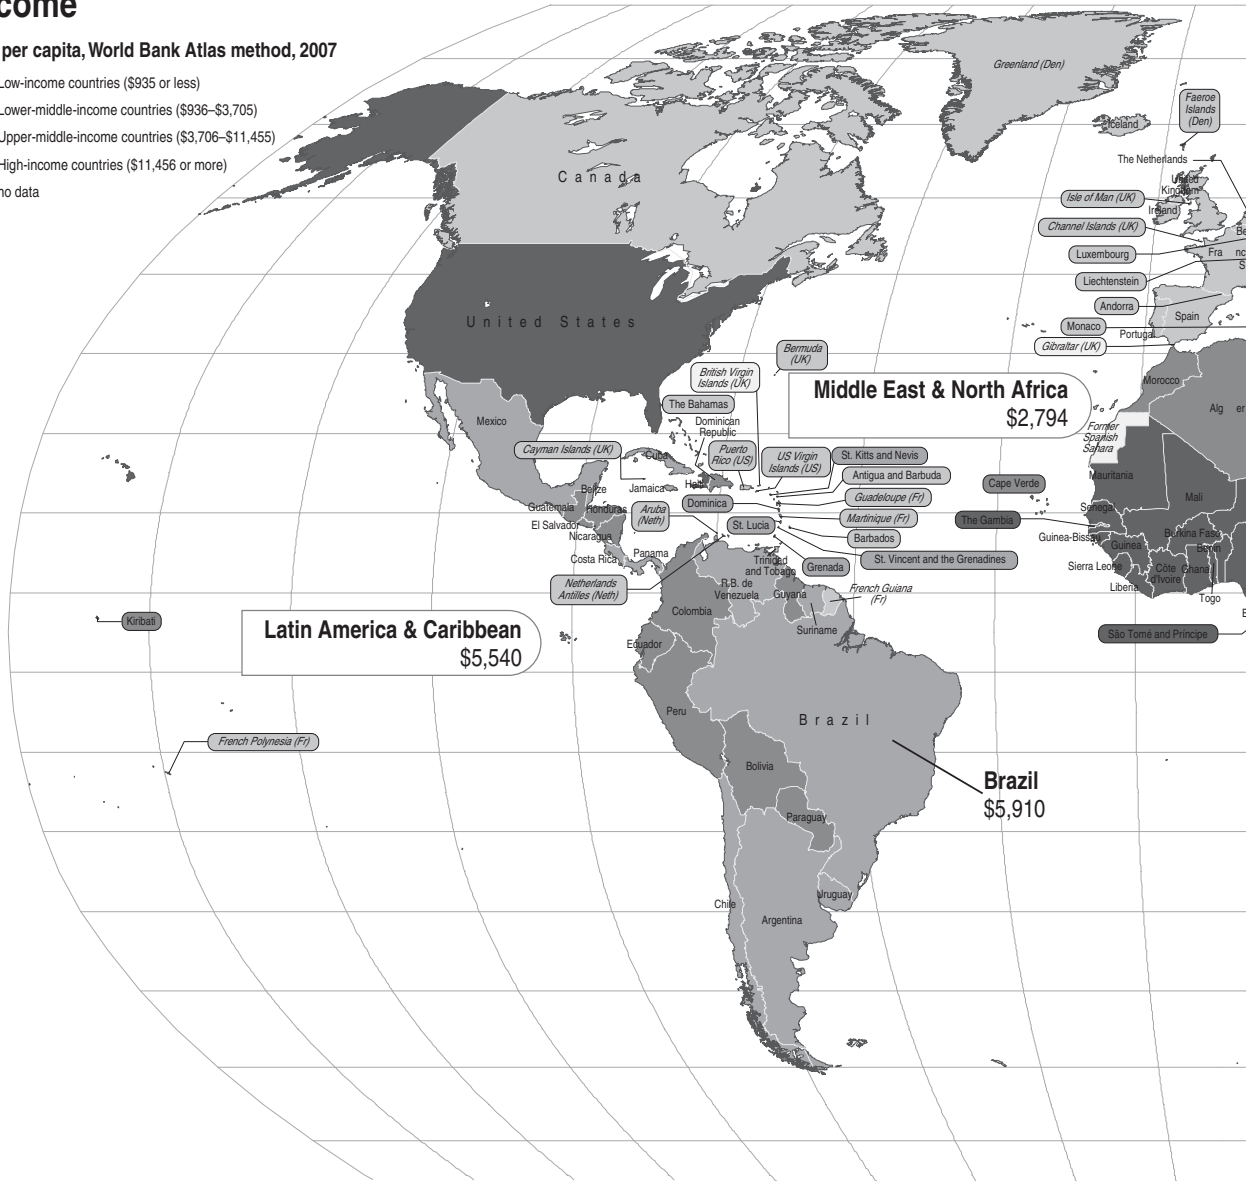 come
per capita, World Bank Atlas method, 2007
Low-income countries ($935 or less)
Lower-middle-income countries ($936–$3,705)
Upper-middle-income countries ($3,706–$11,455)
High-income countries ($11,456 or more)
no data
Greenland (Den)
Faeroe
Islands
(Den)
Iceland
The Netherlands
Canada
United
Kingdom
Isle of Man (UK)
Ireland
Channel Islands (UK)
Be
Luxembourg
Fra nc
S
Liechtenstein
Andorra
Spain
United States
Monaco
Portugal
Gibraltar (UK)
Bermuda
(UK)
British Virgin
Islands (UK)
Middle East & North Africa
$2,794
Morocco
The Bahamas
Alg er
Mexico
Dominican
Republic
Former
Spanish
Sahara
Cayman Islands (UK)
Cuba
Puerto
Rico (US)
US Virgin
Islands (US)
St. Kitts and Nevis
Antigua and Barbuda
Mauritania
Cape Verde
Belize
Jamaica
Haiti
Guadeloupe (Fr)
Mali
Guatemala
Honduras
Aruba
(Neth)
Dominica
Senegal
El Salvador
Martinique (Fr)
The Gambia
St. Lucia
Nicaragua
Barbados
Guinea-Bissau
Burkina Faso
Guinea
Benin
Costa Rica
Panama
Trinidad
and Tobago
St. Vincent and the Grenadines
Grenada
Sierra Leone
Côte
d'Ivoire
Ghana
Netherlands
Antilles (Neth)
R.B. de
Venezuela
Guyana
French Guiana
(Fr)
Liberia
Togo
Colombia
E
Kiribati
Latin America & Caribbean
$5,540
Suriname
São Tomé and Príncipe
Ecuador
Peru
Brazil
French Polynesia (Fr)
Bolivia
Brazil
$5,910
Paraguay
Uruguay
Chile
Argentina